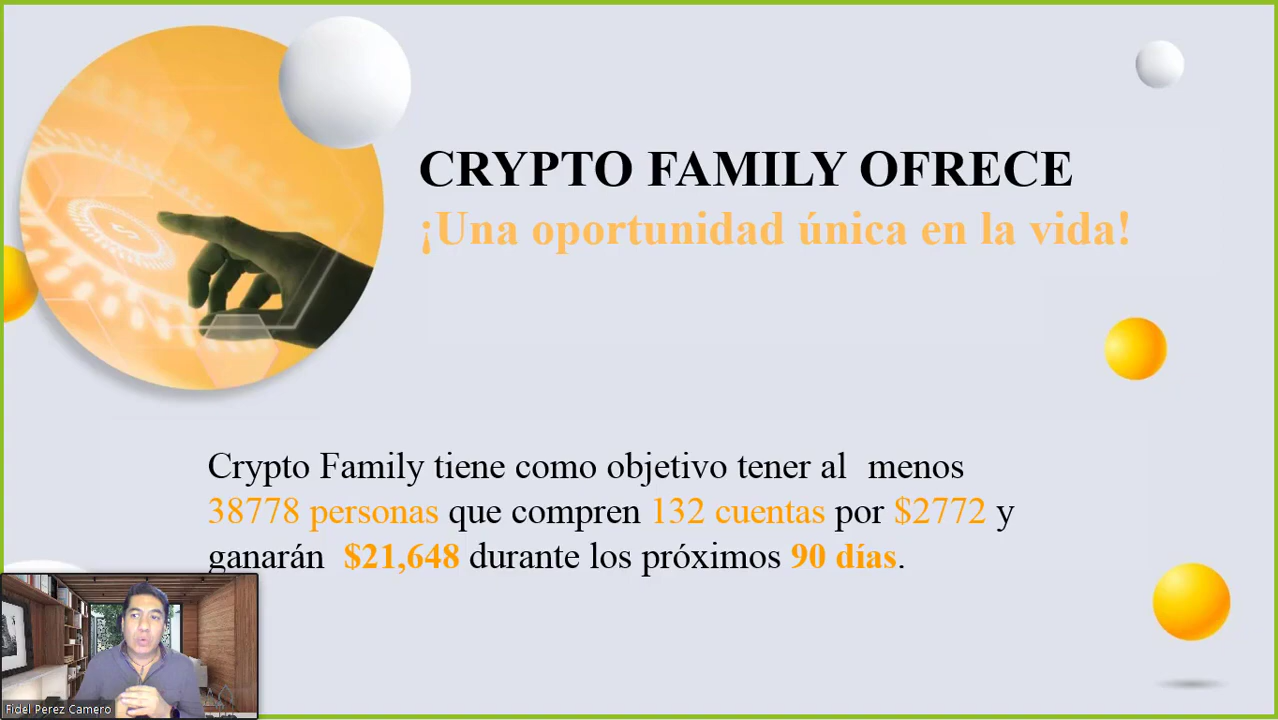 CRYPTO FAMILY OFRECE
¡Una oportunidad única en la vida!
Crypto Family tiene como objetivo tener al menos
38778 personas que compren 132 cuentas por $2772 y
ganarán $21,648 durante los próximos 90 días.
Fidel Perez Camero